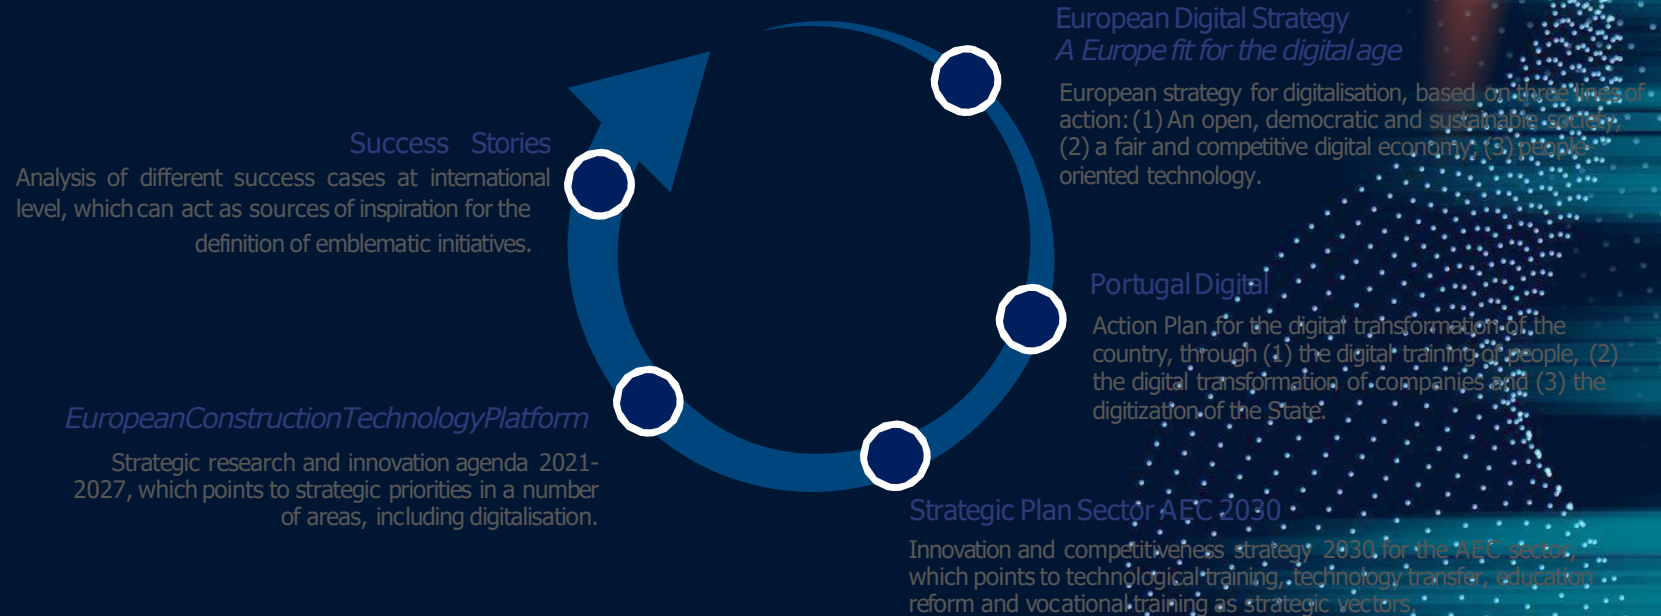 European Digital Strategy
A Europe fit for the digital age
European strategy for digitalisation, based on three lines of
action: (1) An open, democratic and sustainable society,
(2) a fair and competitive digital economy; (3) people-
oriented technology.
Portugal Digital
Action Plan for the digital transformation of the
country, through (1) the digital training of people, (2)
the digital transformation of companies and (3) the
digitization of the State.
Strategic Plan Sector AEC 2030
Innovation and competitiveness strategy 2030 for the AEC sector,
which points to technological training, technology transfer, education
reform and vocational training as strategic vectors.
European Construction Technology Platform
Strategic research and innovation agenda 2021-
2027, which points to strategic priorities in a number
of areas, including digitalisation.
Success Stories
Analysis of different success cases at international
level, which can act as sources of inspiration for the
definition of emblematic initiatives.